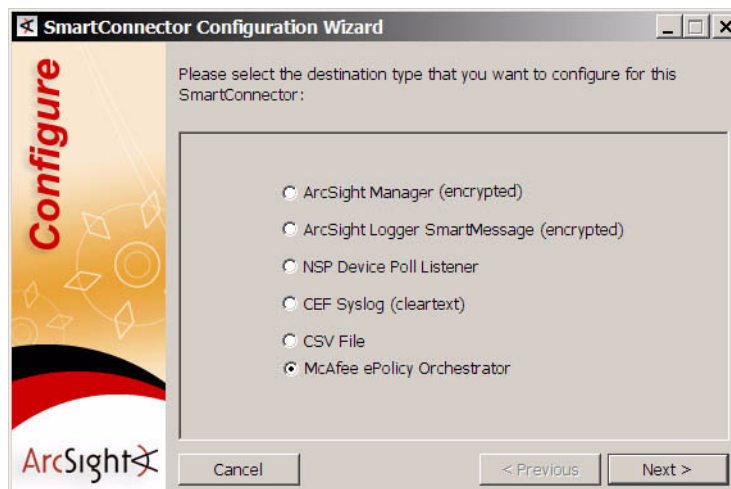 SmartConnector Configuration Wizard
Configure
Please select the destination type that you want to configure for this
SmartConnector:
ArcSight Manager (encrypted)
ArcSight Logger SmartMessage (encrypted)
NSP Device Poll Listener
CEF Syslog (cleartext)
CSV File
McAfee ePolicy Orchestrator
ArcSight
Cancel
< Previous
Next >